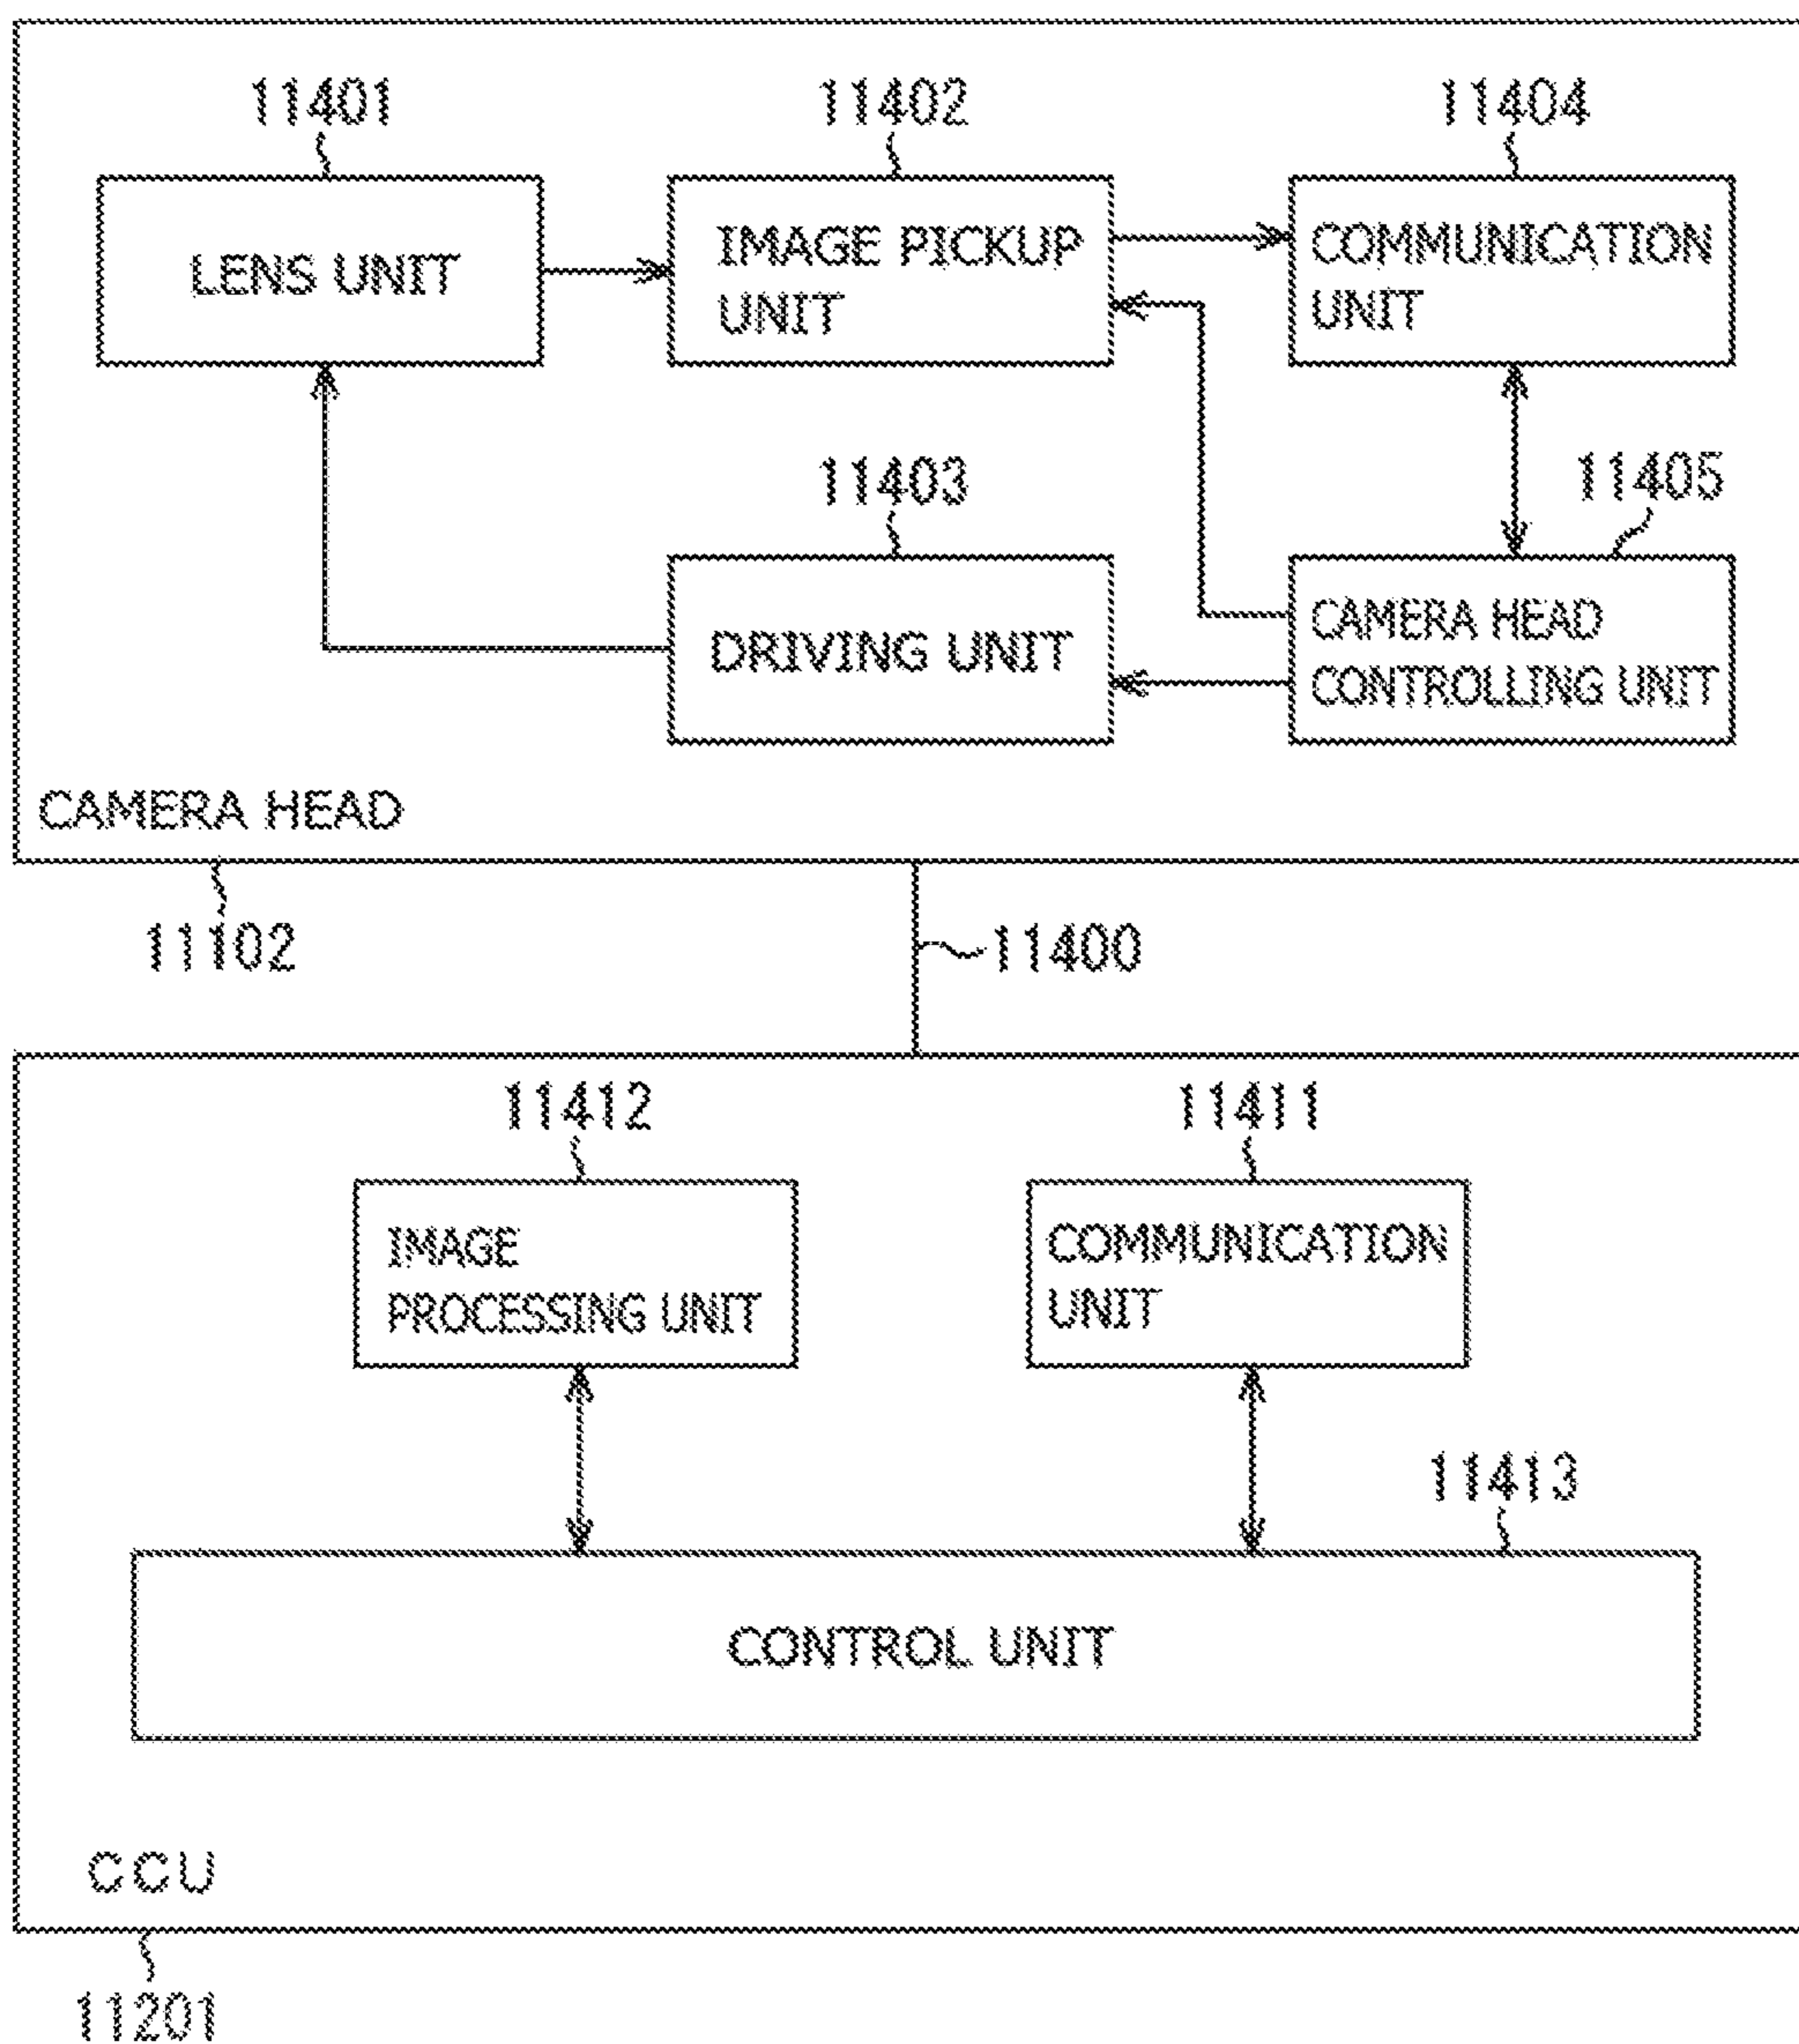 11401
11402
11404
LENS UNIT
IMAGE PICKUP
UNIT
COMMUNICATION
UNIT
11403
11405
DRIVING UNIT
CAMERA HEAD
CONTROLLING UNIT
CAMERA HEAD
11102
11400
11412
11411
IMAGE
PROCESSING UNIT
COMMUNICATION
UNIT
11413
CONTROL UNIT
CCU
11201